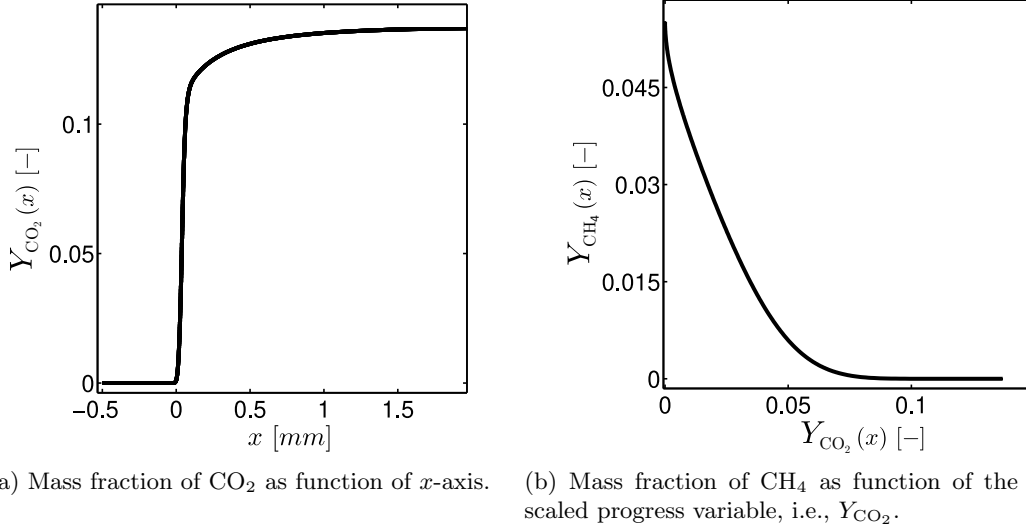 0.1
0.05
0
−0.5
0
0.5
1
1.5
x [mm]
Y_{CO_2}(x) [−]
0.045
0.03
0.015
0
0
0.05
0.1
Y_{CO_2}(x) [−]
Y_{CH_4}(x) [−]
a) Mass fraction of CO₂ as function of x-axis.
(b) Mass fraction of CH₄ as function of the
scaled progress variable, i.e., Y_{CO₂}.